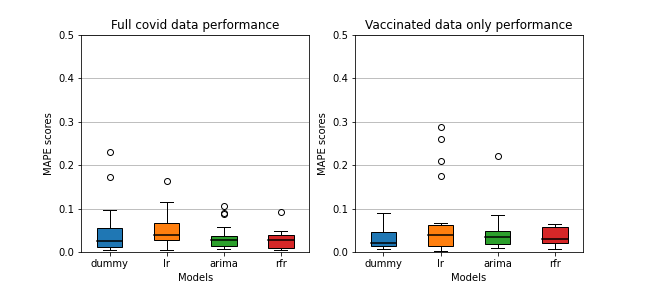 Full covid data performance
MAPE scores
0.5
0.4
0.3
0.2
0.1
0.0
dummy lr arima rfr
Models
Vaccinated data only performance
MAPE scores
0.5
0.4
0.3
0.2
0.1
0.0
dummy lr arima rfr
Models